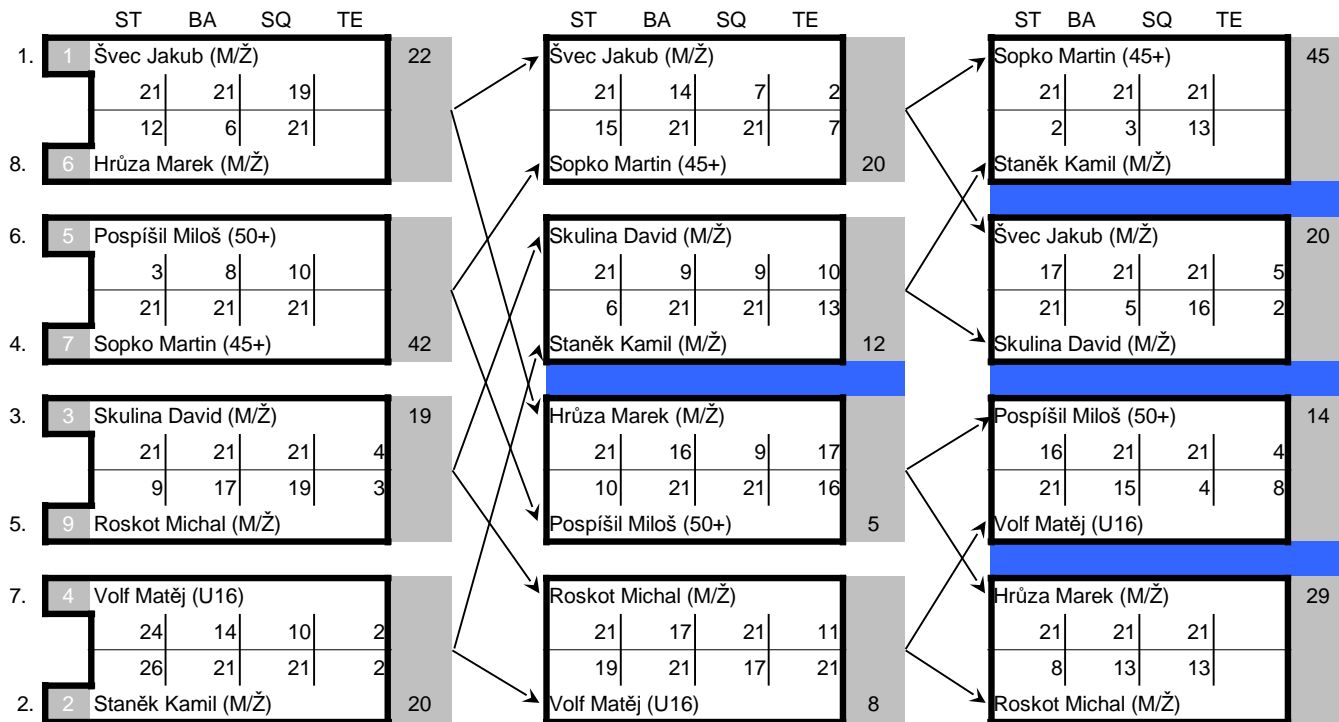 ST BA SQ TE ST BA SQ TE ST BA SQ TE
1. 1 Švec Jakub (M/Ž) 22 Švec Jakub (M/Ž) Sopko Martin (45+) 45
21 21 19 21 14 7 2 21 21 21
12 6 21 15 21 21 7 2 3 13
8. 6 Hrůza Marek (M/Ž) Sopko Martin (45+) 20 Staněk Kamil (M/Ž)
6. 5 Pospíšil Miloš (50+) Skulina David (M/Ž) Švec Jakub (M/Ž) 20
3 8 10 21 9 9 10 17 21 21 5
21 21 21 6 21 21 13 21 5 16 2
4. 7 Sopko Martin (45+) 42 Staněk Kamil (M/Ž) 12 Skulina David (M/Ž)
3. 3 Skulina David (M/Ž) 19 Hrůza Marek (M/Ž) Pospíšil Miloš (50+) 14
21 21 21 4 21 16 9 17 16 21 21 4
9 17 19 3 10 21 21 16 21 15 4 8
5. 9 Roskot Michal (M/Ž) Pospíšil Miloš (50+) 5 Volf Matěj (U16)
7. 4 Volf Matěj (U16) Roskot Michal (M/Ž) Hrůza Marek (M/Ž) 29
24 14 10 2 21 17 21 11 21 21 21
26 21 21 2 19 21 17 21 8 13 13
2. 2 Staněk Kamil (M/Ž) 20 Volf Matěj (U16) 8 Roskot Michal (M/Ž)